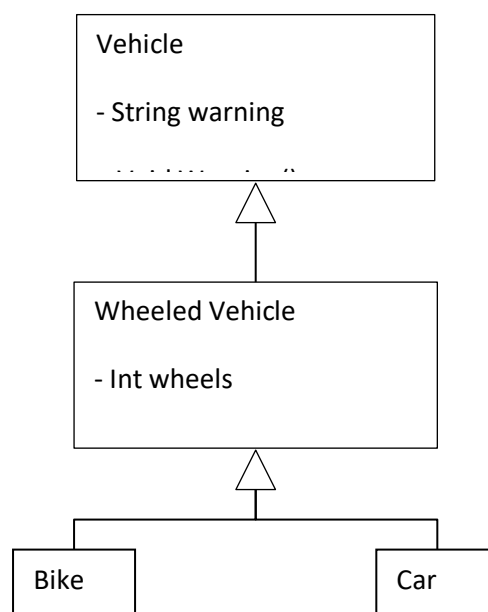 Vehicle
- String warning
Wheeled Vehicle
- Int wheels
Bike
Car